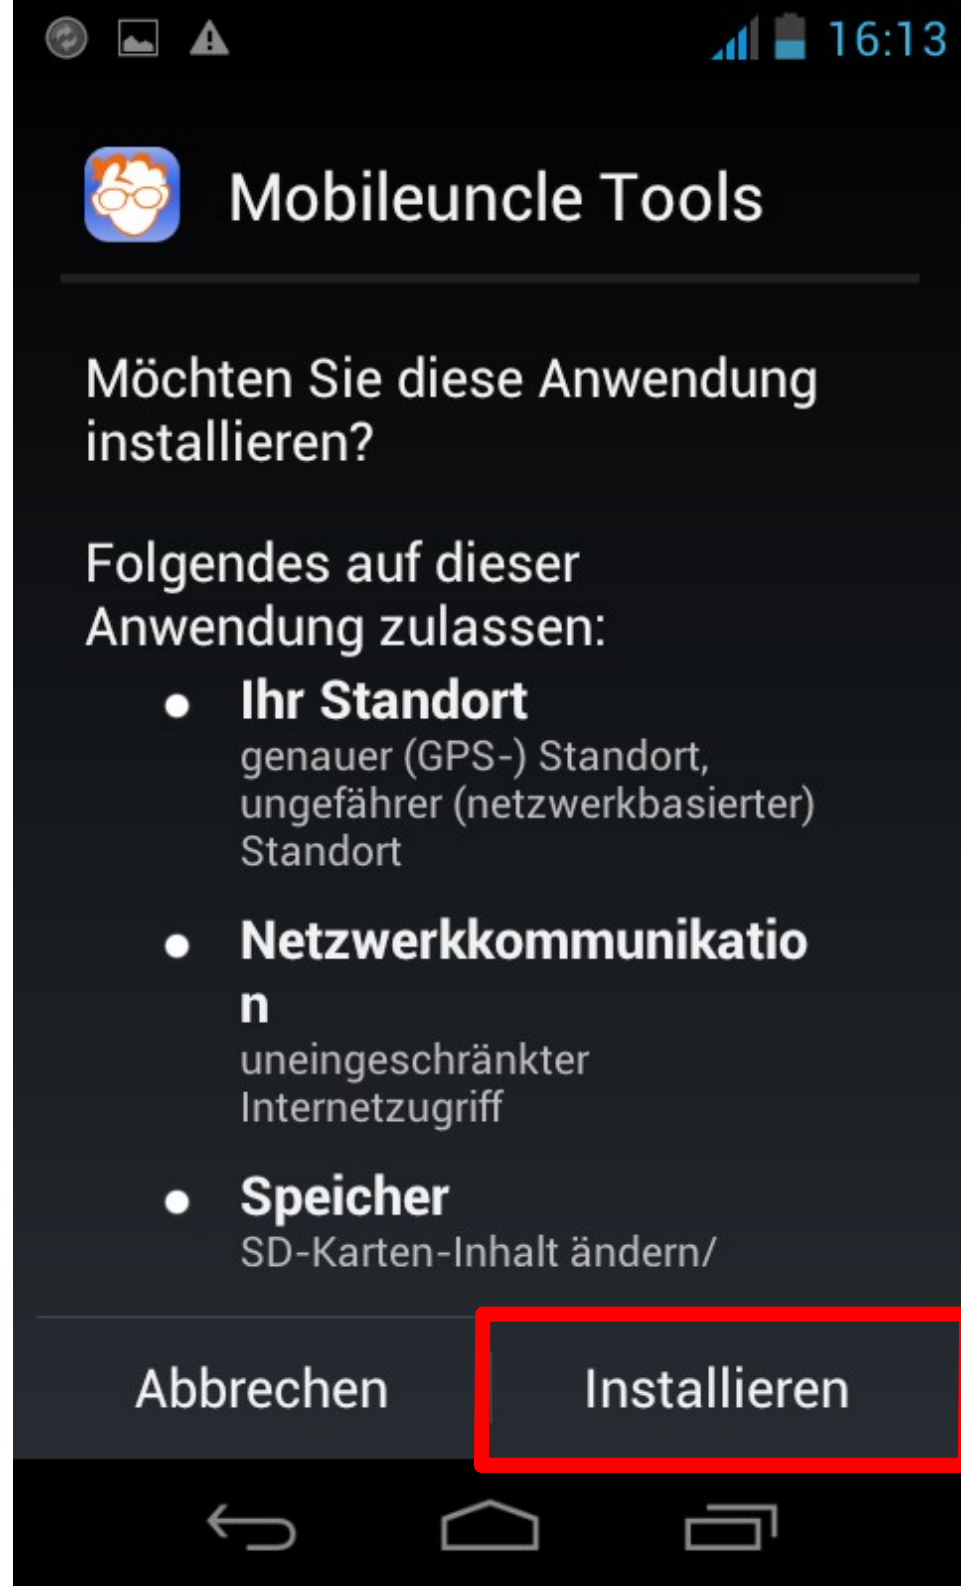 16:13
Mobileuncle Tools
Möchten Sie diese Anwendung
installieren?
Folgendes auf dieser
Anwendung zulassen:
● Ihr Standort
genauer (GPS-) Standort,
ungefährer (netzwerkbasierter)
Standort
● Netzwerkkommunikatio
n
uneingeschränkter
Internetzugriff
● Speicher
SD-Karten-Inhalt ändern/
Abbrechen Installieren